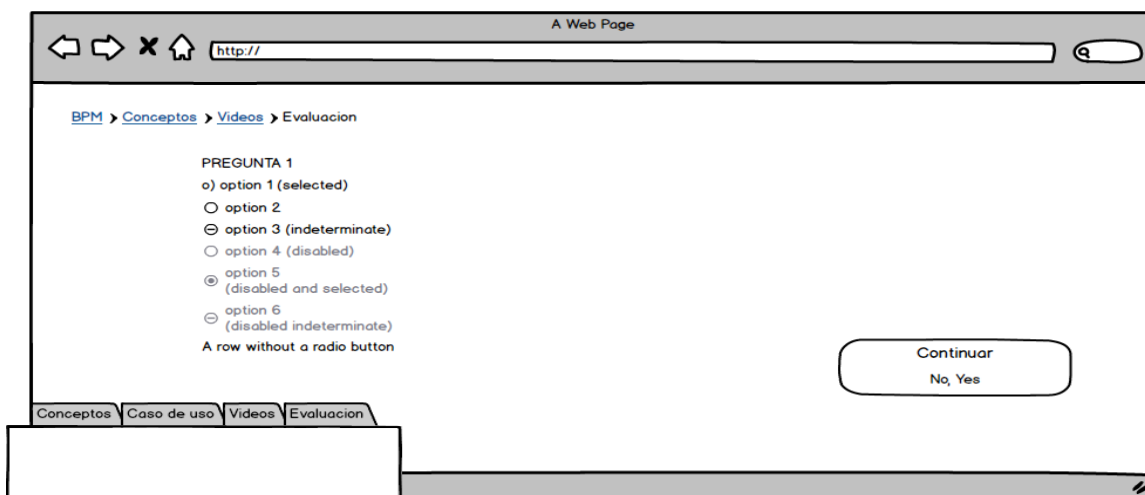 A Web Page
http://
BPM > Conceptos > Videos > Evaluacion
PREGUNTA 1
o) option 1 (selected)
option 2
option 3 (indeterminate)
option 4 (disabled)
option 5
(disabled and selected)
option 6
(disabled indeterminate)
A row without a radio button
Continuar
No, Yes
Conceptos Caso de uso Videos Evaluacion